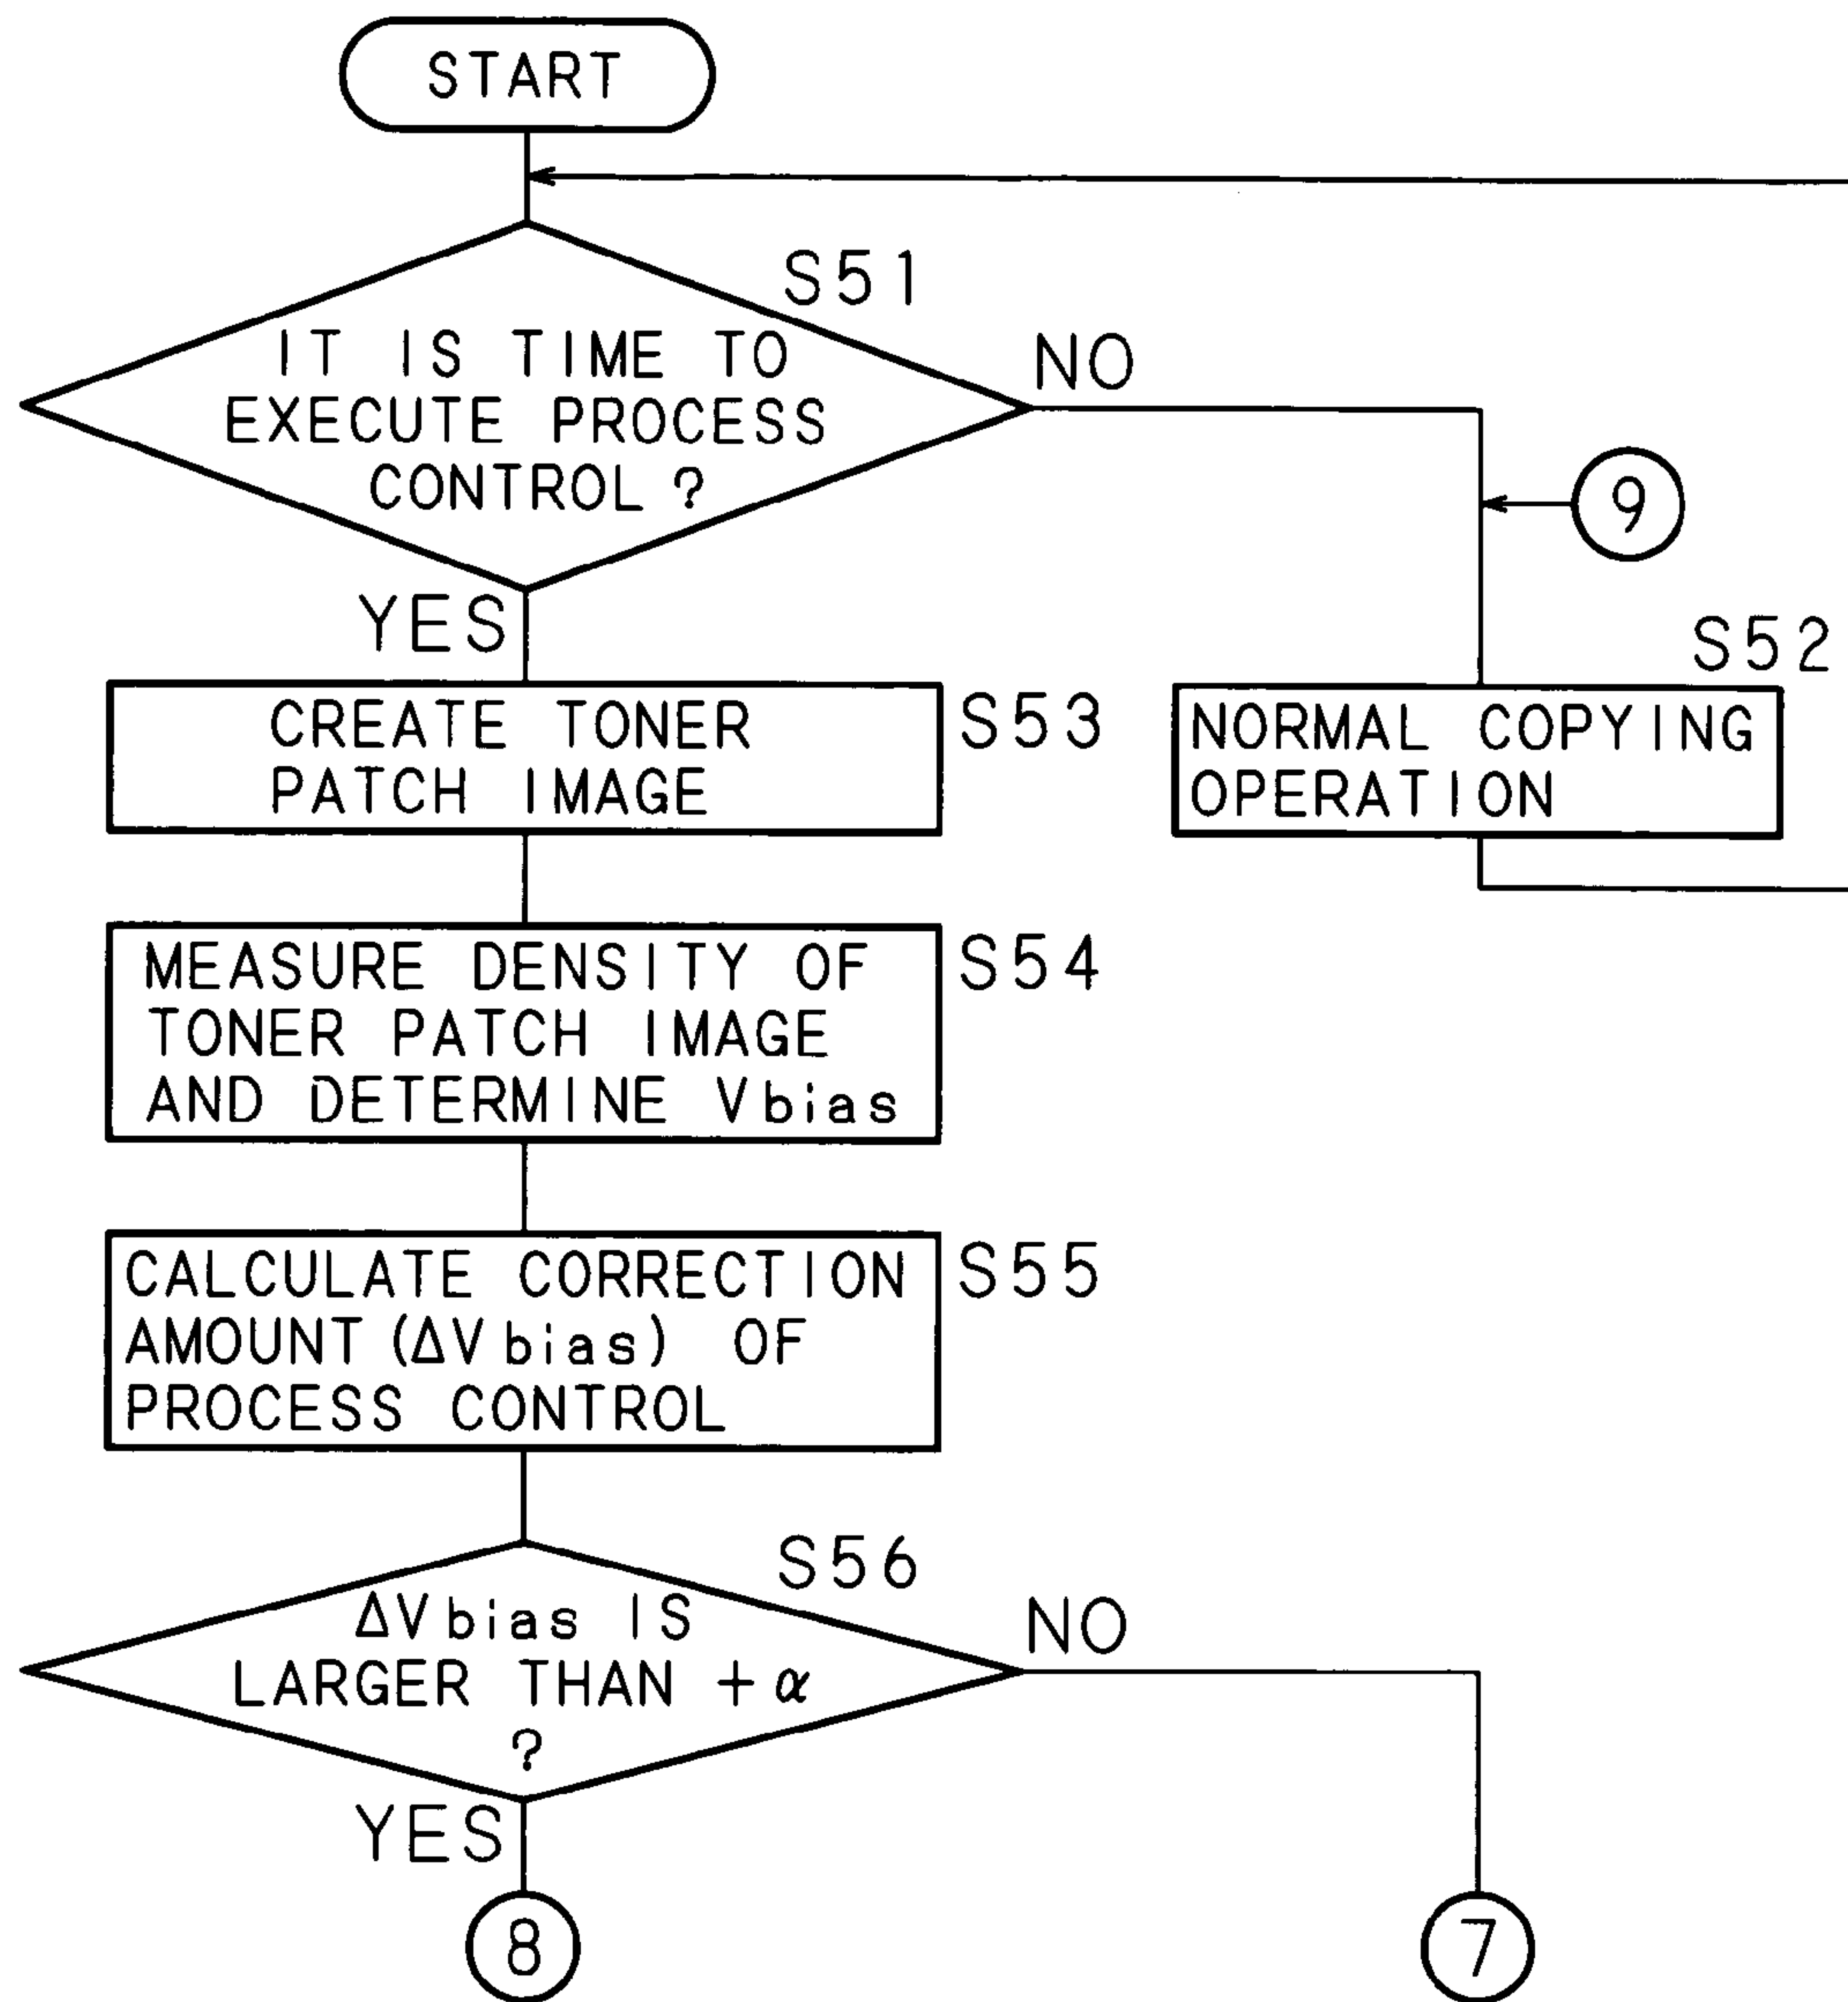 START
S51
IT IS TIME TO
EXECUTE PROCESS
CONTROL ?
NO
9
YES
S52
CREATE TONER
PATCH IMAGE
S53
NORMAL COPYING
OPERATION
MEASURE DENSITY OF
TONER PATCH IMAGE
AND DETERMINE Vbias
S54
CALCULATE CORRECTION
AMOUNT (ΔVbias) OF
PROCESS CONTROL
S55
S56
ΔVbias IS
LARGER THAN +α
?
NO
YES
8
7